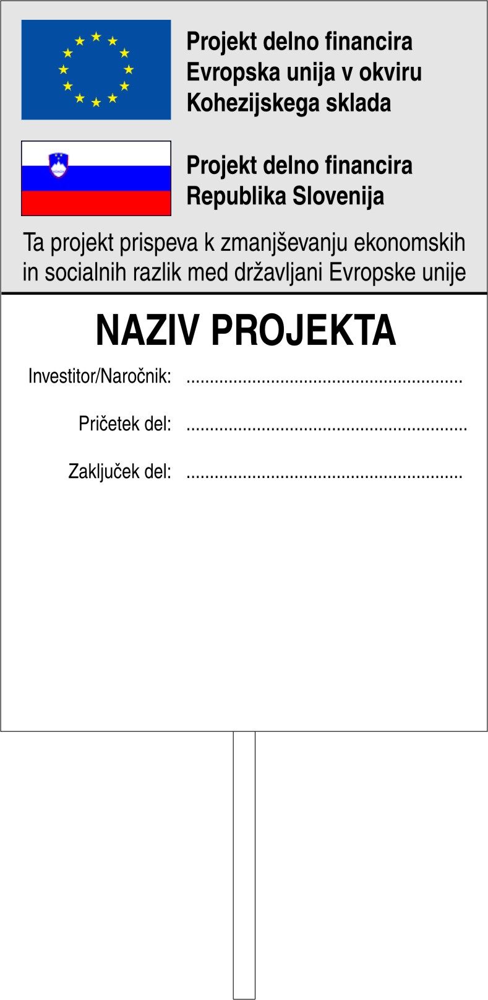 Projekt delno financira
Evropska unija v okviru
Kohezijskega sklada
Projekt delno financira
Republika Slovenija
Ta projekt prispeva k zmanjševanju ekonomskih
in socialnih razlik med državljani Evropske unije
NAZIV PROJEKTA
Investitor/Naročnik: ...........................................................
Pričetek del: ............................................................
Zaključek del: ...........................................................